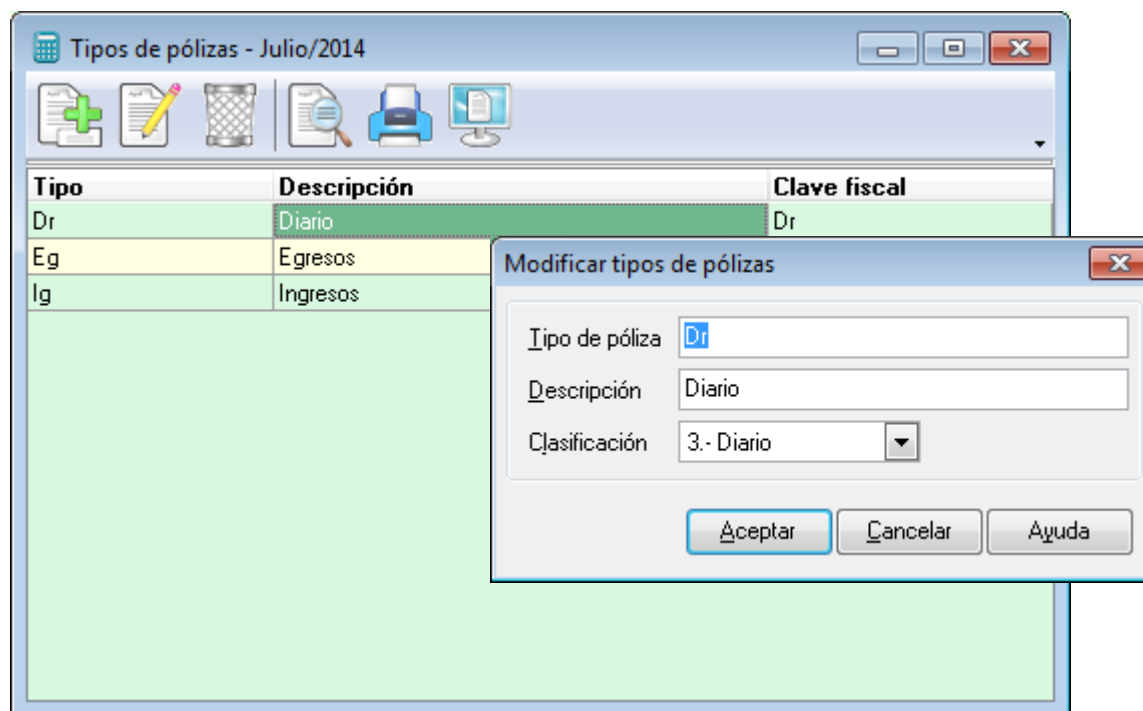 Tipos de pólizas - Julio/2014
Tipo Descripción Clave fiscal
Dr Diario Dr
Eg Egresos
Ig Ingresos
Modificar tipos de pólizas
Tipo de póliza Dr
Descripción Diario
Clasificación 3.- Diario
Aceptar Cancelar Ayuda